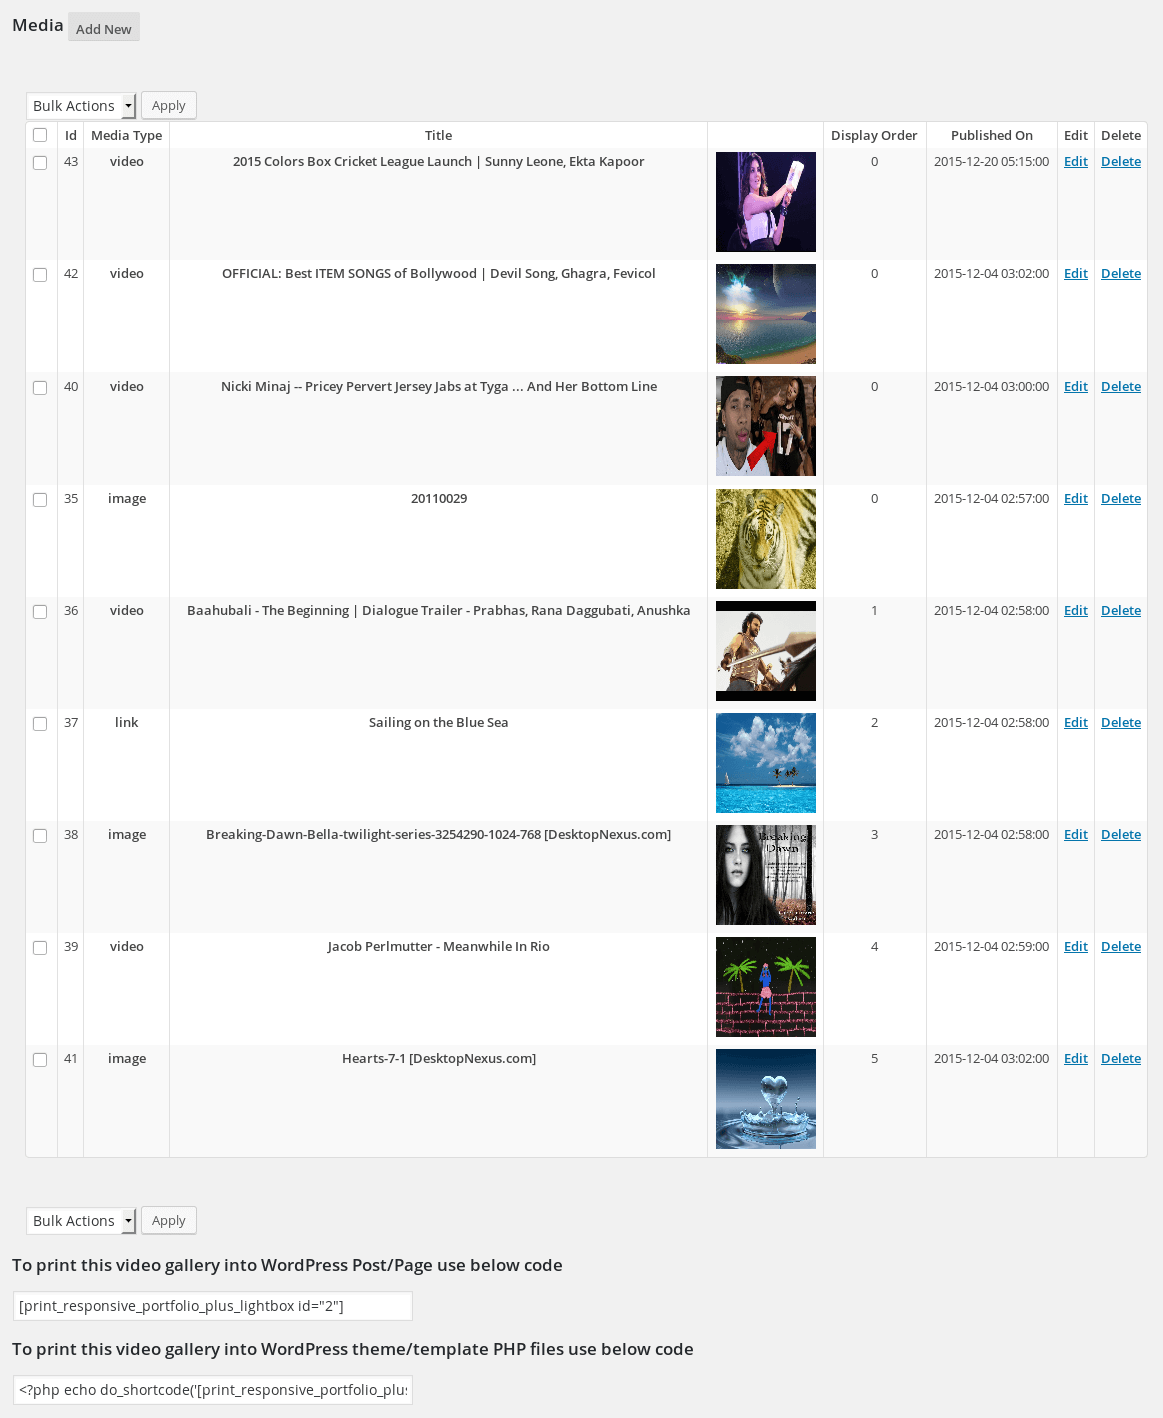 Media Add New
Bulk Actions Apply
Id Media Type Title Display Order Published On Edit Delete
43 video 2015 Colors Box Cricket League Launch | Sunny Leone, Ekta Kapoor 0 2015-12-20 05:15:00 Edit Delete
42 video OFFICIAL: Best ITEM SONGS of Bollywood | Devil Song, Ghagra, Fevicol 0 2015-12-04 03:02:00 Edit Delete
40 video Nicki Minaj -- Pricey Pervert Jersey Jabs at Tyga ... And Her Bottom Line 0 2015-12-04 03:00:00 Edit Delete
35 image 20110029 0 2015-12-04 02:57:00 Edit Delete
36 video Baahubali - The Beginning | Dialogue Trailer - Prabhas, Rana Daggubati, Anushka 1 2015-12-04 02:58:00 Edit Delete
37 link Sailing on the Blue Sea 2 2015-12-04 02:58:00 Edit Delete
38 image Breaking-Dawn-Bella-twilight-series-3254290-1024-768 [DesktopNexus.com] 3 2015-12-04 02:58:00 Edit Delete
Breaking
Dawn
39 video Jacob Perlmutter - Meanwhile In Rio 4 2015-12-04 02:59:00 Edit Delete
41 image Hearts-7-1 [DesktopNexus.com] 5 2015-12-04 03:02:00 Edit Delete
Bulk Actions Apply
To print this video gallery into WordPress Post/Page use below code
[print_responsive_portfolio_plus_lightbox id="2"]
To print this video gallery into WordPress theme/template PHP files use below code
<?php echo do_shortcode('[print_responsive_portfolio_plus